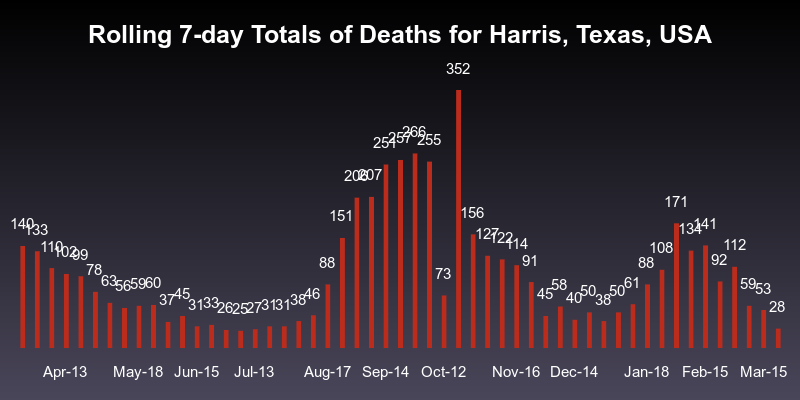 Rolling 7-day Totals of Deaths for Harris, Texas, USA
140 133 110 102 99 78 63 56 59 60 37 45 31 33 26 25 27 31 31 38 46 88 151 206 207 251 257 266 255 73 352 156 127 122 114 91 45 58 40 50 38 50 61 88 108 171 134 141 92 112 59 53 28
Apr-13 May-18 Jun-15 Jul-13 Aug-17 Sep-14 Oct-12 Nov-16 Dec-14 Jan-18 Feb-15 Mar-15